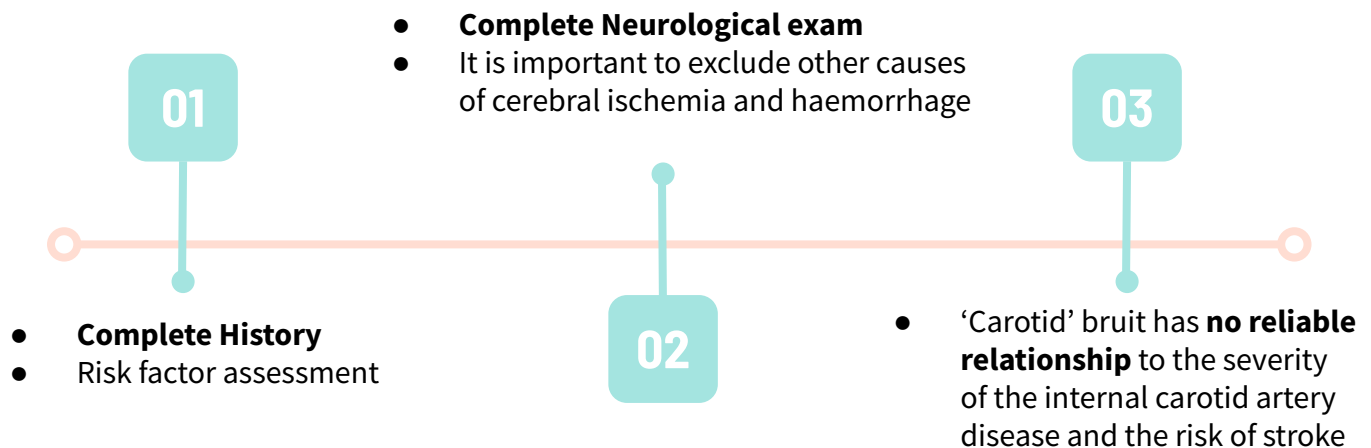 01
● Complete History
● Risk factor assessment
● Complete Neurological exam
● It is important to exclude other causes
of cerebral ischemia and haemorrhage
02
03
● ‘Carotid’ bruit has no reliable
relationship to the severity
of the internal carotid artery
disease and the risk of stroke